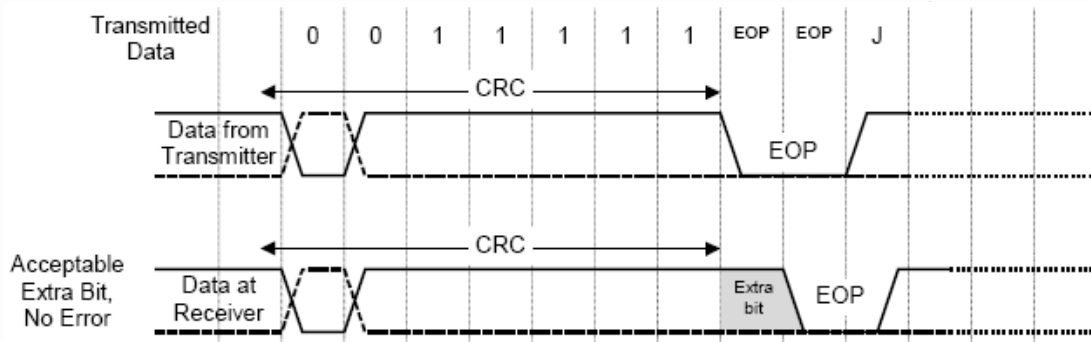 Transmitted
Data
0 0 1 1 1 1 1 EOP EOP J
CRC
Data from
Transmitter
EOP
CRC
Acceptable
Extra Bit,
No Error
Data at
Receiver
Extra
bit
EOP